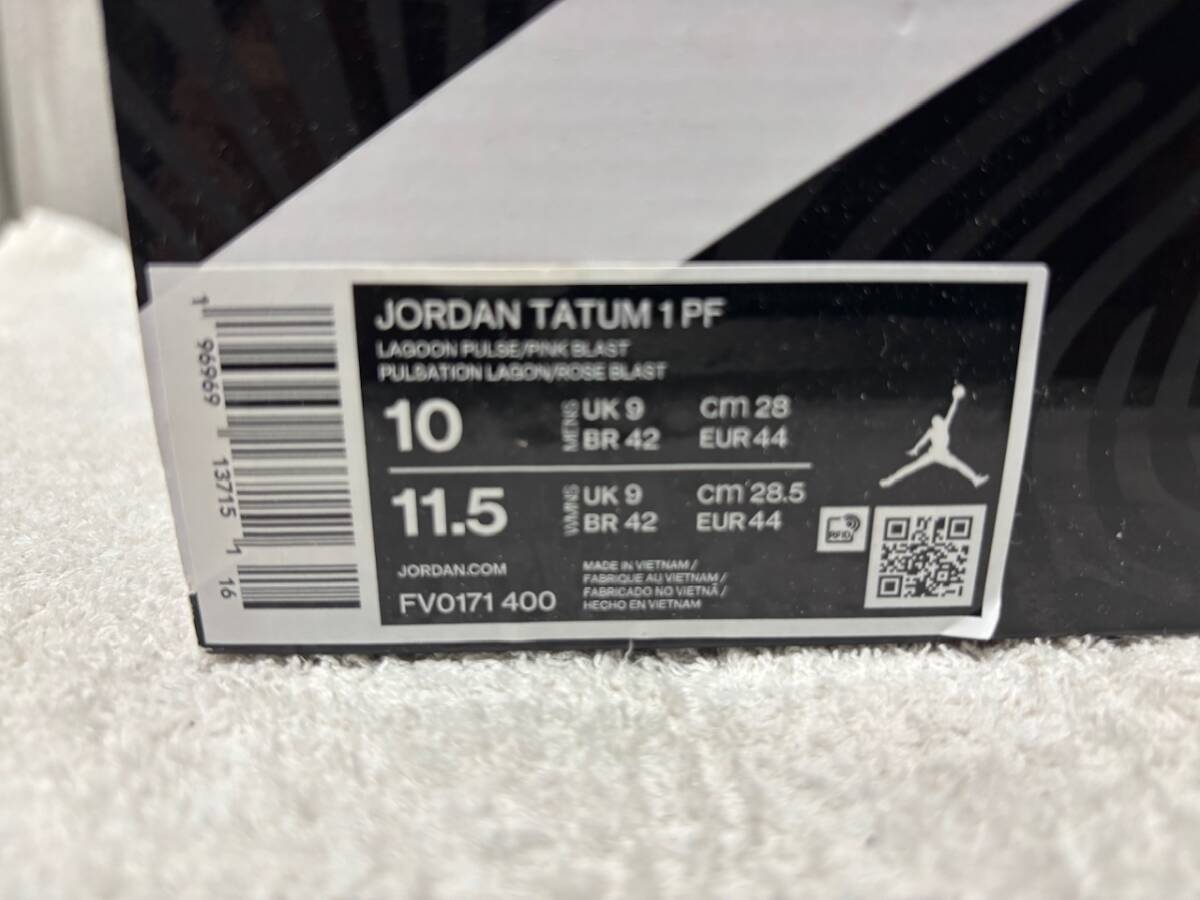 JORDAN TATUM 1 PF
LAGOON PULSE/PINK BLAST
PULSATION LAGON/ROSE BLAST
10 MENS UK 9 cm 28
BR 42 EUR 44
11.5 WMNS UK 9 cm 28.5
BR 42 EUR 44
JORDAN.COM
FV0171 400
MADE IN VIETNAM /
FABRIQUE AU VIETNAM /
FABRICADO NO VIETNÃ /
HECHO EN VIETNAM
RFID
1 96969 13715 1 16